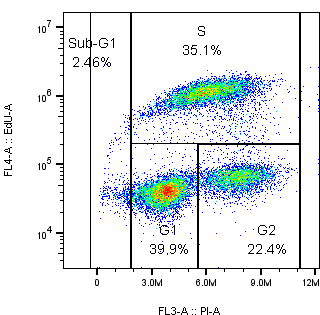 10^7
S
Sub-G1
35.1%
2.46%
10^6
FL4-A :: EdU-A
10^5
G1
G2
39.9%
22.4%
10^4
0
3.0M
6.0M
9.0M
12M
FL3-A :: PI-A